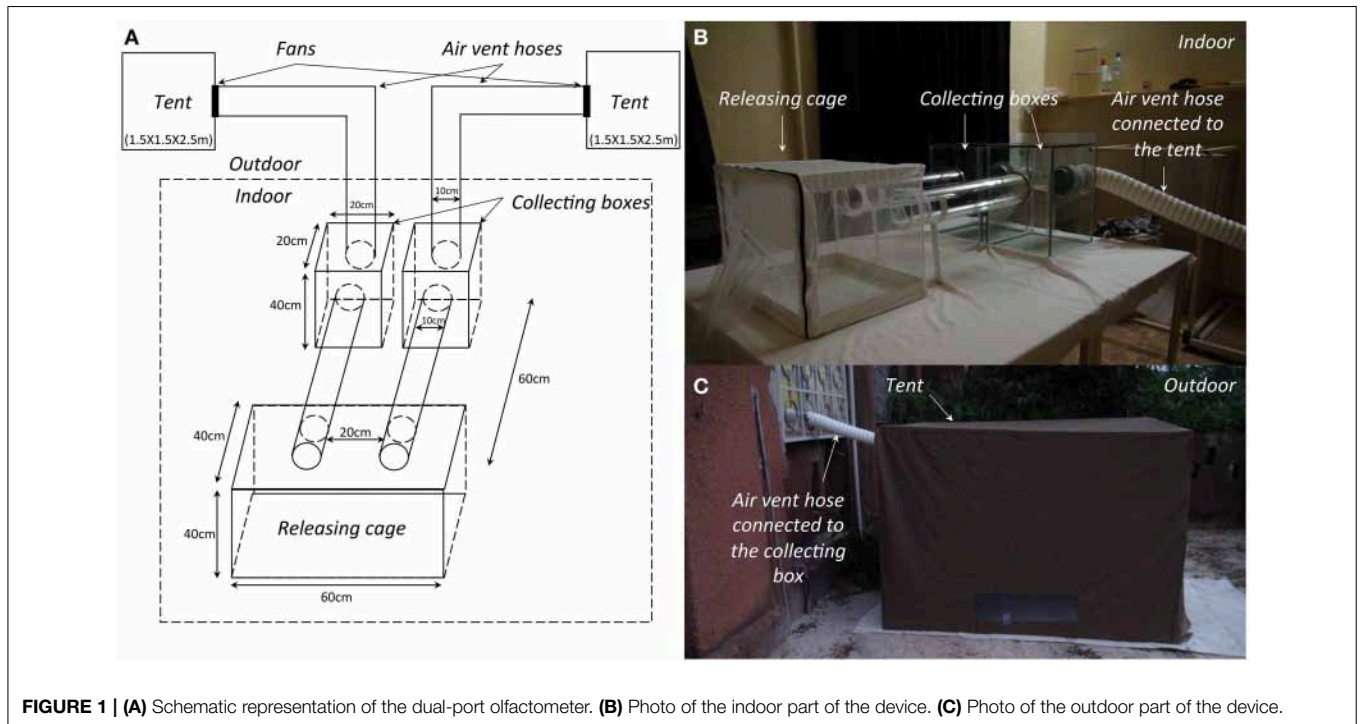 A
Fans
Air vent hoses
Tent
(1.5X1.5X2.5m)
Tent
(1.5X1.5X2.5m)
Outdoor
Indoor
20cm
10cm
Collecting boxes
20cm
40cm
10cm
60cm
40cm
20cm
40cm
Releasing cage
60cm
B
Indoor
Releasing cage
Collecting boxes
Air vent hose
connected to
the tent
C
Tent
Outdoor
Air vent hose
connected to
the collecting
box
FIGURE 1 | (A) Schematic representation of the dual-port olfactometer. (B) Photo of the indoor part of the device. (C) Photo of the outdoor part of the device.